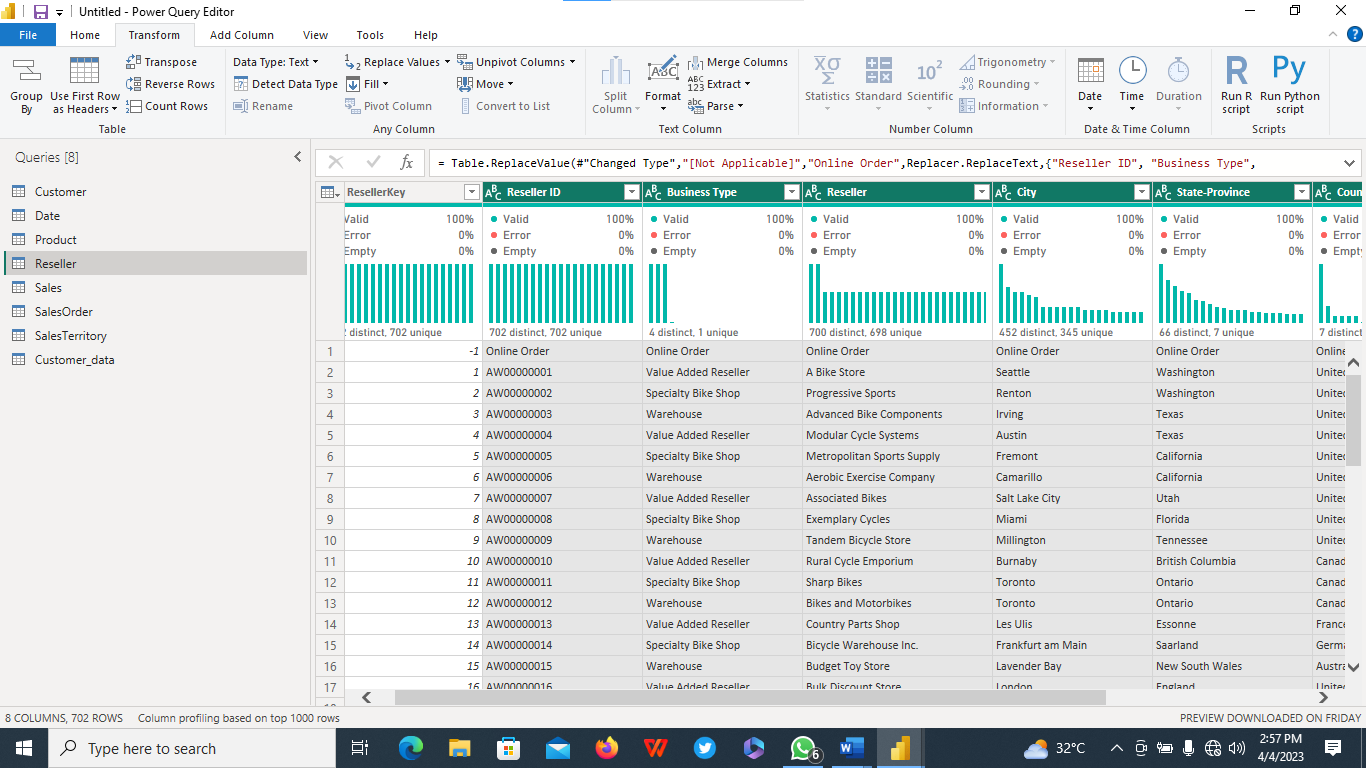 Untitled - Power Query Editor
File Home Transform Add Column View Tools Help
Group By
Use First Row as Headers
Transpose
Reverse Rows
Count Rows
Table
Data Type: Text
Detect Data Type
Rename
Replace Values
Fill
Pivot Column
Unpivot Columns
Move
Convert to List
Any Column
Split Column
Format
Merge Columns
Extract
Parse
Text Column
Statistics
Standard
Scientific
Trigonometry
Rounding
Information
Number Column
Date
Time
Duration
Date & Time Column
Run R script
Run Python script
Scripts
Queries [8]
Customer
Date
Product
Reseller
Sales
SalesOrder
SalesTerritory
Customer_data
= Table.ReplaceValue(#"Changed Type","[Not Applicable]","Online Order",Replacer.ReplaceText,{"Reseller ID", "Business Type",
ResellerKey Reseller ID Business Type Reseller City State-Province Coun
Valid 100% Valid 100% Valid 100% Valid 100% Valid 100% Valid 100% Valid
Error 0% Error 0% Error 0% Error 0% Error 0% Error 0% Error
Empty 0% Empty 0% Empty 0% Empty 0% Empty 0% Empty 0% Empty
2 distinct, 702 unique 702 distinct, 702 unique 4 distinct, 1 unique 700 distinct, 698 unique 452 distinct, 345 unique 66 distinct, 7 unique 7 distinct
1 -1 Online Order Online Order Online Order Online Order Online Order Online
2 1 AW00000001 Value Added Reseller A Bike Store Seattle Washington United
3 2 AW00000002 Specialty Bike Shop Progressive Sports Renton Washington United
4 3 AW00000003 Warehouse Advanced Bike Components Irving Texas United
5 4 AW00000004 Value Added Reseller Modular Cycle Systems Austin Texas United
6 5 AW00000005 Specialty Bike Shop Metropolitan Sports Supply Fremont California United
7 6 AW00000006 Warehouse Aerobic Exercise Company Camarillo California United
8 7 AW00000007 Value Added Reseller Associated Bikes Salt Lake City Utah United
9 8 AW00000008 Specialty Bike Shop Exemplary Cycles Miami Florida United
10 9 AW00000009 Warehouse Tandem Bicycle Store Millington Tennessee United
11 10 AW00000010 Value Added Reseller Rural Cycle Emporium Burnaby British Columbia Canad
12 11 AW00000011 Specialty Bike Shop Sharp Bikes Toronto Ontario Canad
13 12 AW00000012 Warehouse Bikes and Motorbikes Toronto Ontario Canad
14 13 AW00000013 Value Added Reseller Country Parts Shop Les Ulis Essonne France
15 14 AW00000014 Specialty Bike Shop Bicycle Warehouse Inc. Frankfurt am Main Saarland Germa
16 15 AW00000015 Warehouse Budget Toy Store Lavender Bay New South Wales Austra
17 16 AW00000016 Value Added Reseller Bulk Discount Store London England United
8 COLUMNS, 702 ROWS Column profiling based on top 1000 rows PREVIEW DOWNLOADED ON FRIDAY
Type here to search
6
32°C
2:57 PM
4/4/2023